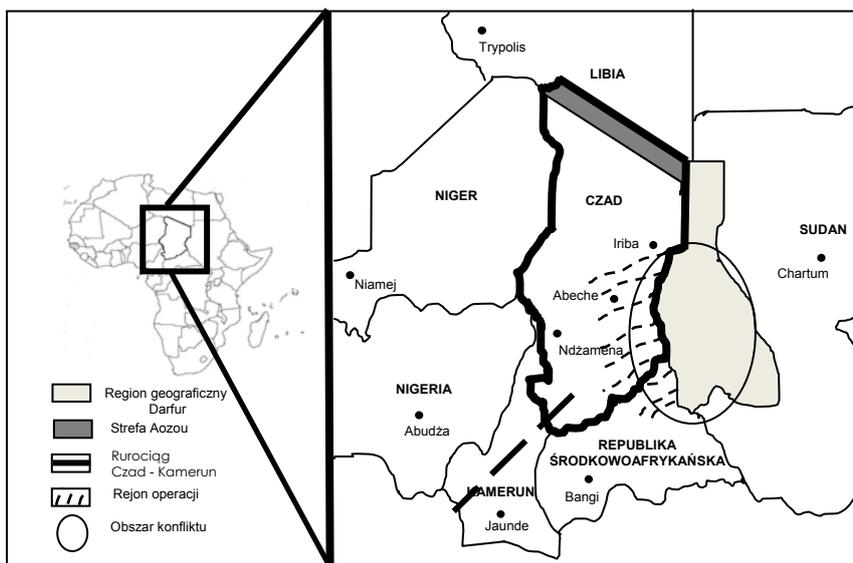 Trypolis
LIBIA
NIGER
CZAD
SUDAN
Iriba
Chartum
Niamej
Abeche
Ndżamena
NIGERIA
Abudża
REPUBLIKA
ŚRODKOWOAFRYKAŃSKA
KAMERUN
Bangi
Jaunde
Region geograficzny
Darfur
Strefa Aozou
Rurociąg
Czad - Kamerun
Rejon operacji
Obszar konfliktu